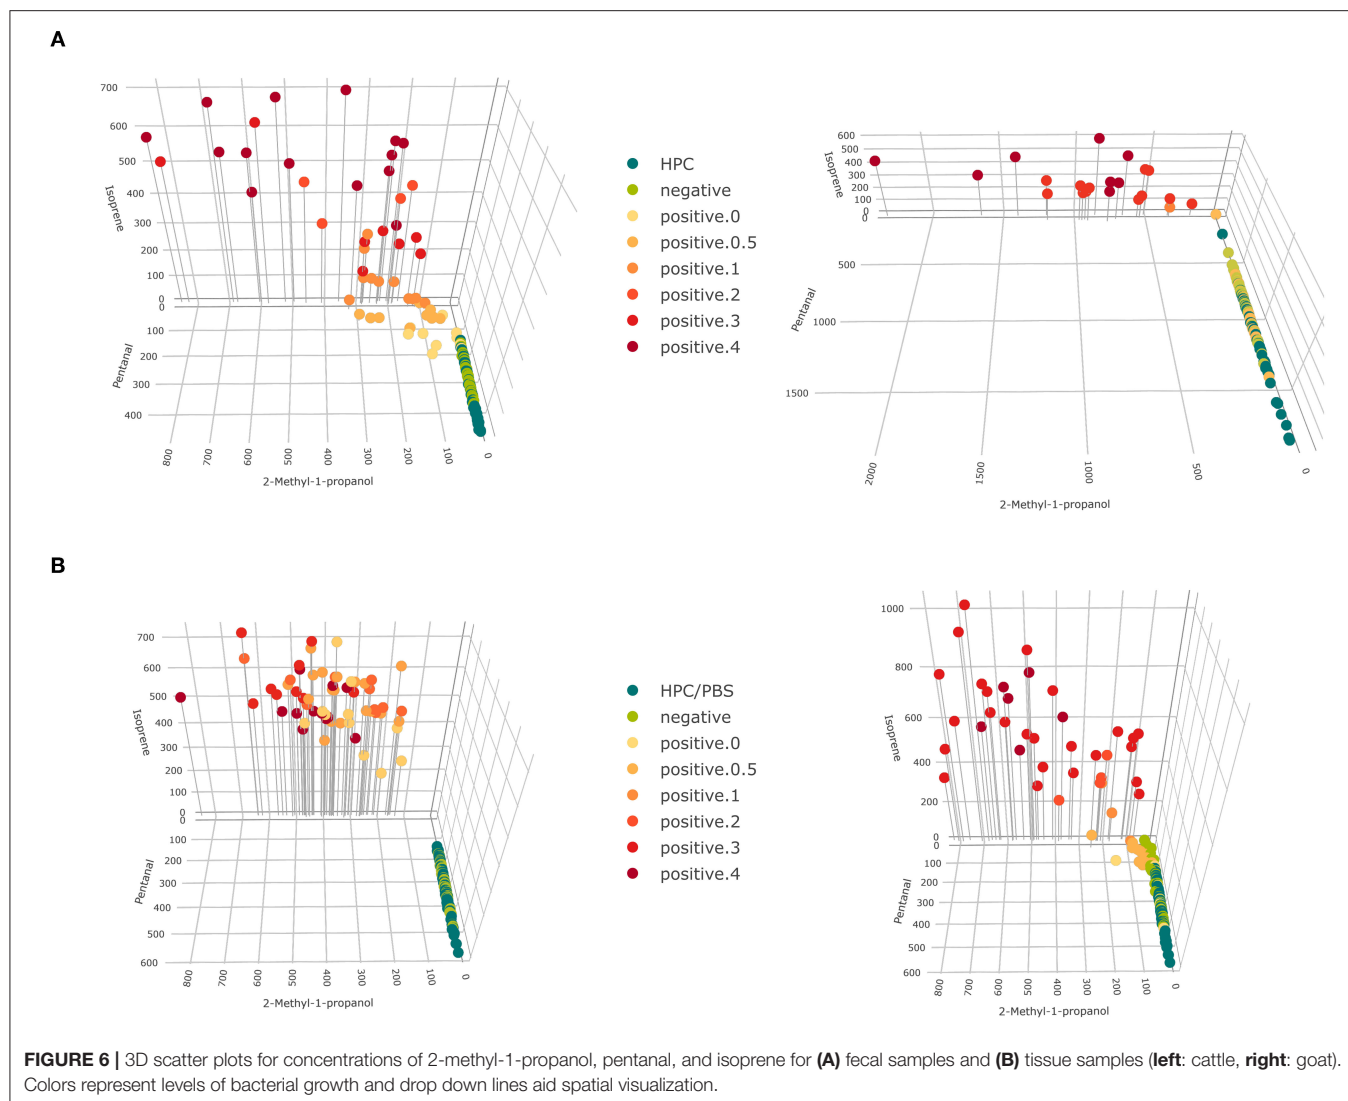 A
700
600
500
400
300
200
100
0
0
100
200
300
400
Isoprene
Pentanal
800
700
600
500
400
300
200
100
0
2-Methyl-1-propanol
HPC
negative
positive.0
positive.0.5
positive.1
positive.2
positive.3
positive.4
600
500
400
300
200
100
0
0
500
1000
1500
Isoprene
Pentanal
2000
1500
1000
500
0
2-Methyl-1-propanol
B
700
600
500
400
300
200
100
0
0
100
200
300
400
500
600
Isoprene
Pentanal
800
700
600
500
400
300
200
100
0
2-Methyl-1-propanol
HPC/PBS
negative
positive.0
positive.0.5
positive.1
positive.2
positive.3
positive.4
1000
800
600
400
200
0
0
100
200
300
400
500
600
Isoprene
Pentanal
800
700
600
500
400
300
200
100
0
2-Methyl-1-propanol
FIGURE 6 | 3D scatter plots for concentrations of 2-methyl-1-propanol, pentanal, and isoprene for (A) fecal samples and (B) tissue samples (left: cattle, right: goat).
Colors represent levels of bacterial growth and drop down lines aid spatial visualization.